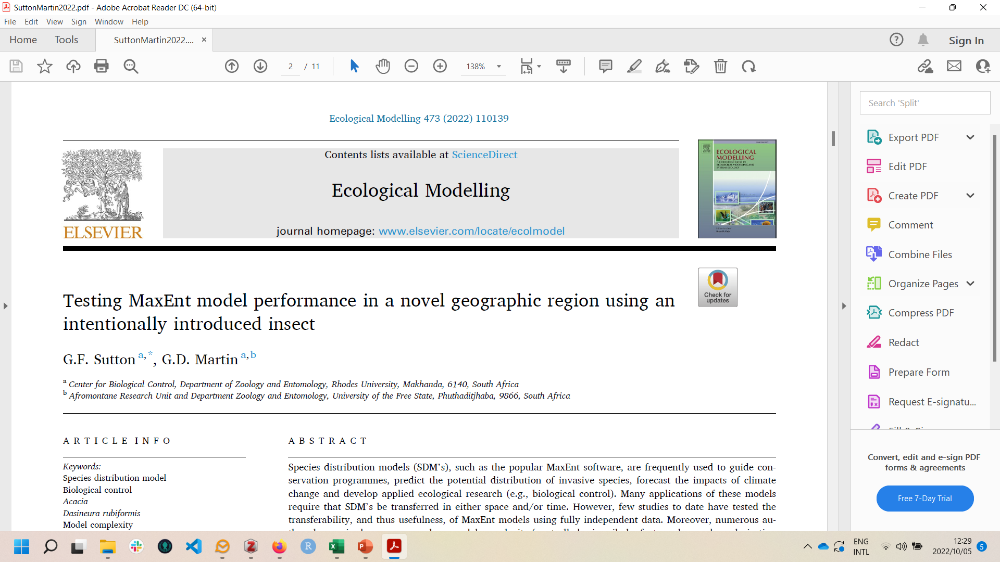 SuttonMartin2022.pdf - Adobe Acrobat Reader DC (64-bit)
File Edit View Sign Window Help
Home Tools SuttonMartin2022.... Sign In
2 / 11 138%
Search 'Split'
Ecological Modelling 473 (2022) 110139
Contents lists available at ScienceDirect
Ecological Modelling
journal homepage: www.elsevier.com/locate/ecolmodel
NON SOLUS
ELSEVIER
ECOLOGICAL
MODELLING
Check for
updates
Testing MaxEnt model performance in a novel geographic region using an
intentionally introduced insect
G.F. Sutton a,*, G.D. Martin a,b
a Center for Biological Control, Department of Zoology and Entomology, Rhodes University, Makhanda, 6140, South Africa
b Afromontane Research Unit and Department Zoology and Entomology, University of the Free State, Phuthaditjhaba, 9866, South Africa
ARTICLE INFO
Keywords:
Species distribution model
Biological control
Acacia
Dasineura rubiformis
Model complexity
ABSTRACT
Species distribution models (SDM's), such as the popular MaxEnt software, are frequently used to guide con-
servation programmes, predict the potential distribution of invasive species, forecast the impacts of climate
change and develop applied ecological research (e.g., biological control). Many applications of these models
require that SDM's be transferred in either space and/or time. However, few studies to date have tested the
transferability, and thus usefulness, of MaxEnt models using fully independent data. Moreover, numerous au-
Export PDF
Edit PDF
Create PDF
Comment
Combine Files
Organize Pages
Compress PDF
Redact
Prepare Form
Request E-signatu...
Convert, edit and e-sign PDF
forms & agreements
Free 7-Day Trial
ENG
INTL
12:29
2022/10/05
5